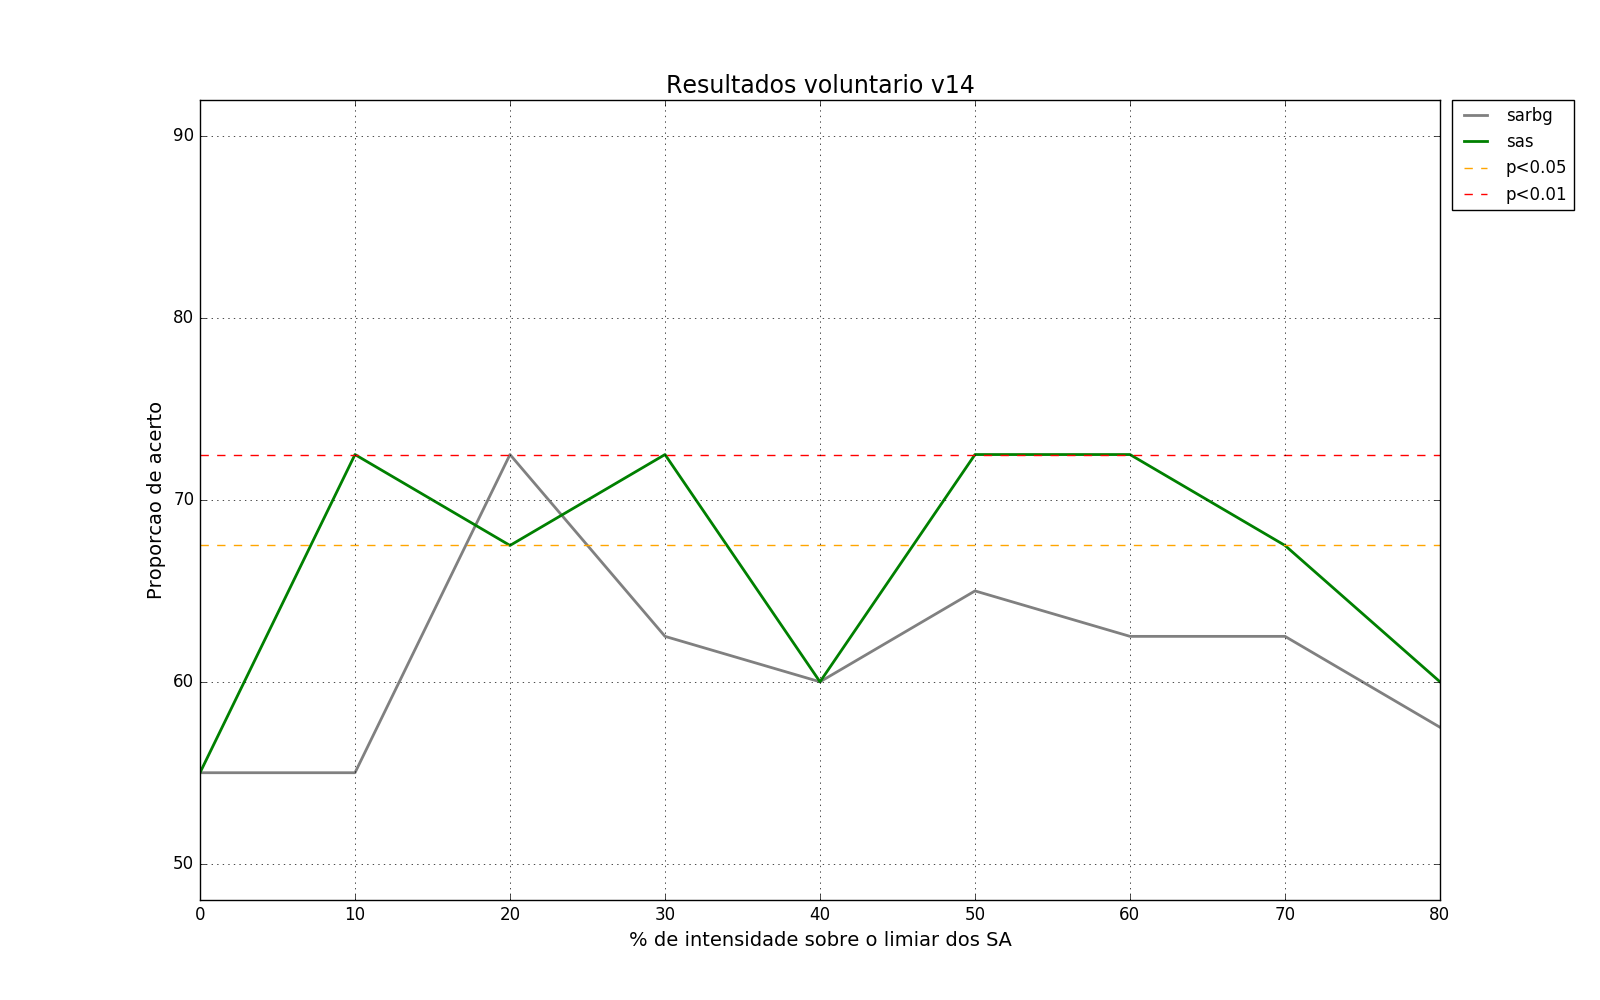 Resultados voluntario v14
sarbg
sas
p<0.05
p<0.01
90
80
70
60
50
Proporcao de acerto
0 10 20 30 40 50 60 70 80
% de intensidade sobre o limiar dos SA